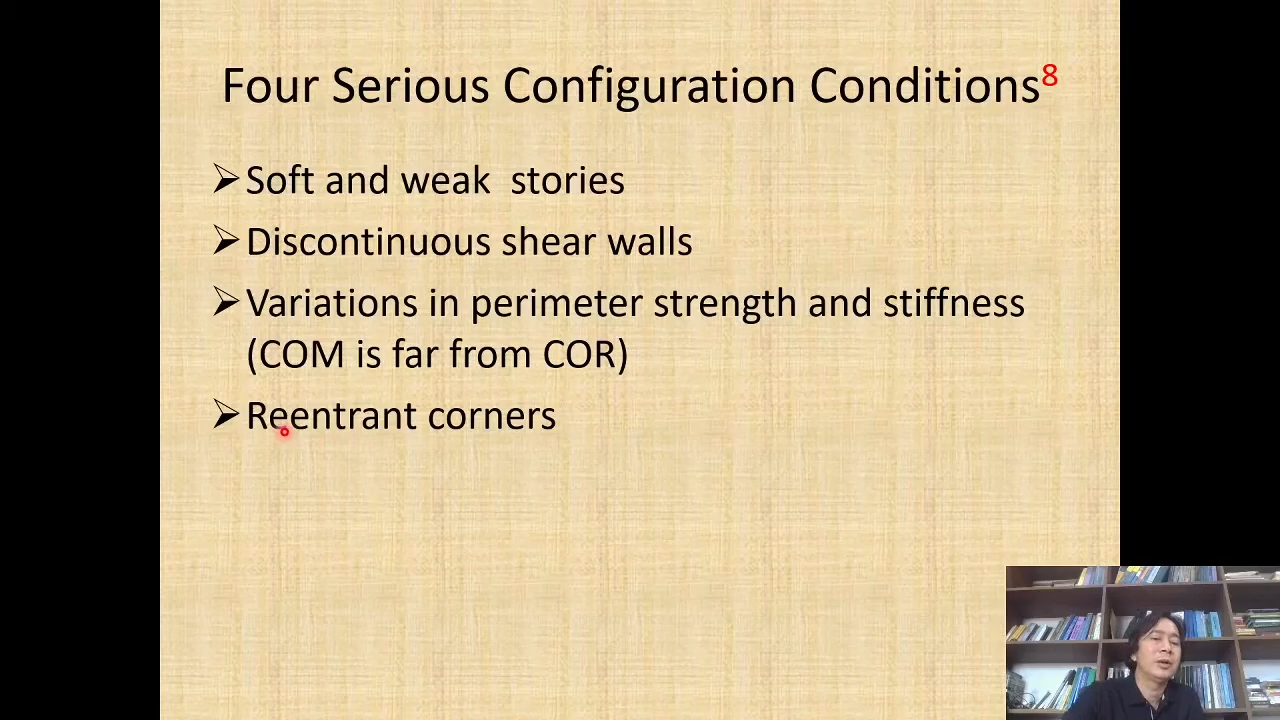 Four Serious Configuration Conditions⁸
➢Soft and weak  stories
➢Discontinuous shear walls
➢Variations in perimeter strength and stiffness
(COM is far from COR)
➢Reentrant corners